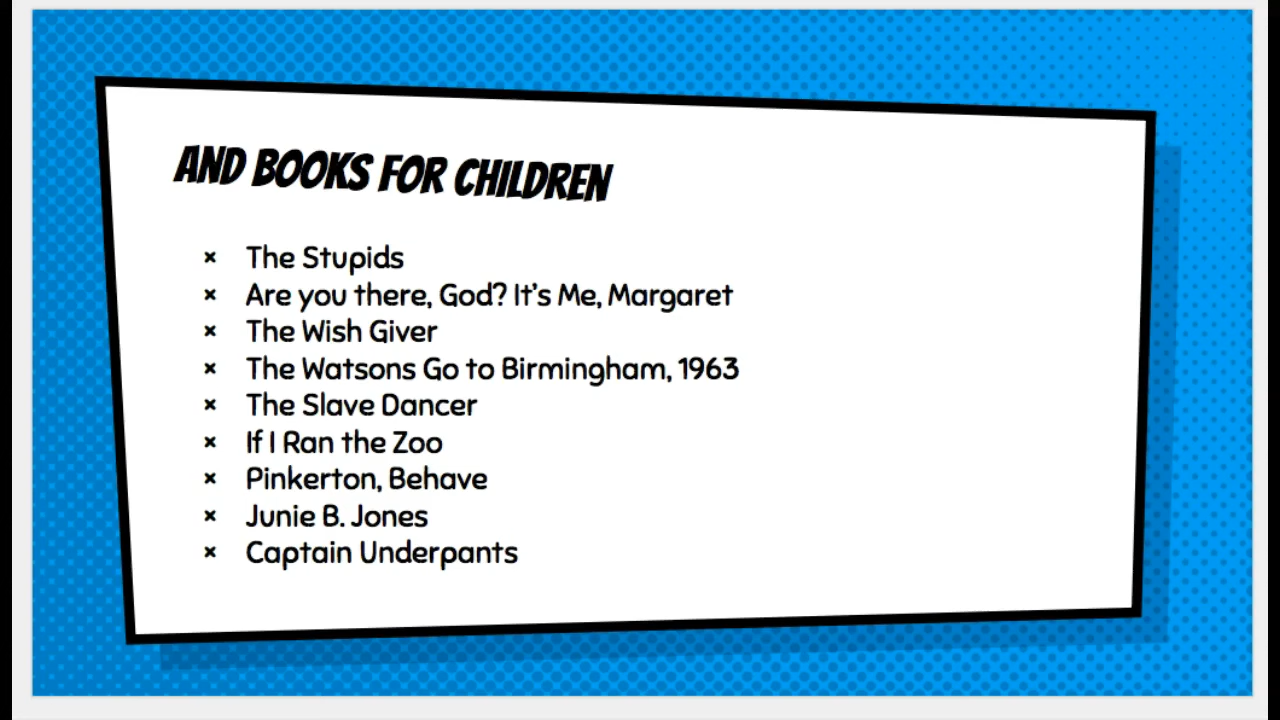 AND BOOKS FOR CHILDREN
× The Stupids
× Are you there, God? It's Me, Margaret
× The Wish Giver
× The Watsons Go to Birmingham, 1963
× The Slave Dancer
× If I Ran the Zoo
× Pinkerton, Behave
× Junie B. Jones
× Captain Underpants